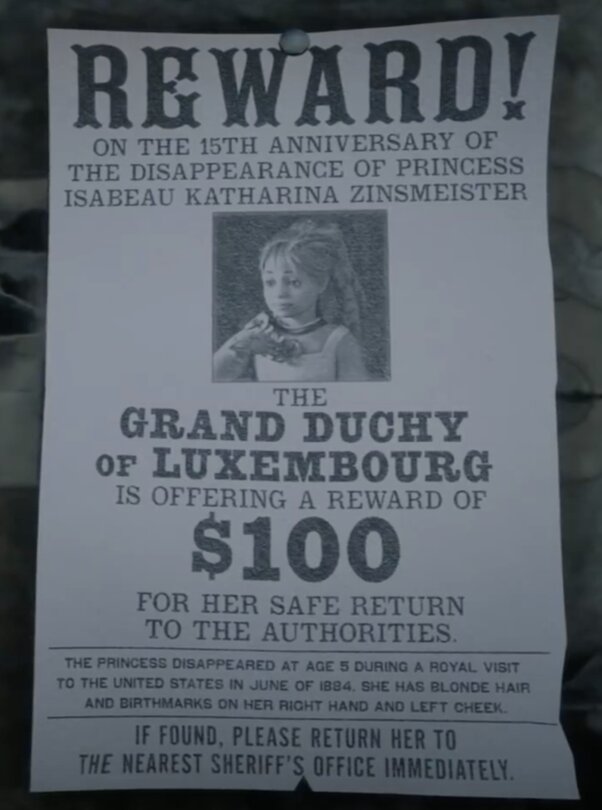 REWARD!
ON THE 15TH ANNIVERSARY OF
THE DISAPPEARANCE OF PRINCESS
ISABEAU KATHARINA ZINSMEISTER
THE
GRAND DUCHY
OF LUXEMBOURG
IS OFFERING A REWARD OF
$100
FOR HER SAFE RETURN
TO THE AUTHORITIES.
THE PRINCESS DISAPPEARED AT AGE 5 DURING A ROYAL VISIT
TO THE UNITED STATES IN JUNE OF 1884. SHE HAS BLONDE HAIR
AND BIRTHMARKS ON HER RIGHT HAND AND LEFT CHEEK.
IF FOUND, PLEASE RETURN HER TO
THE NEAREST SHERIFF'S OFFICE IMMEDIATELY.